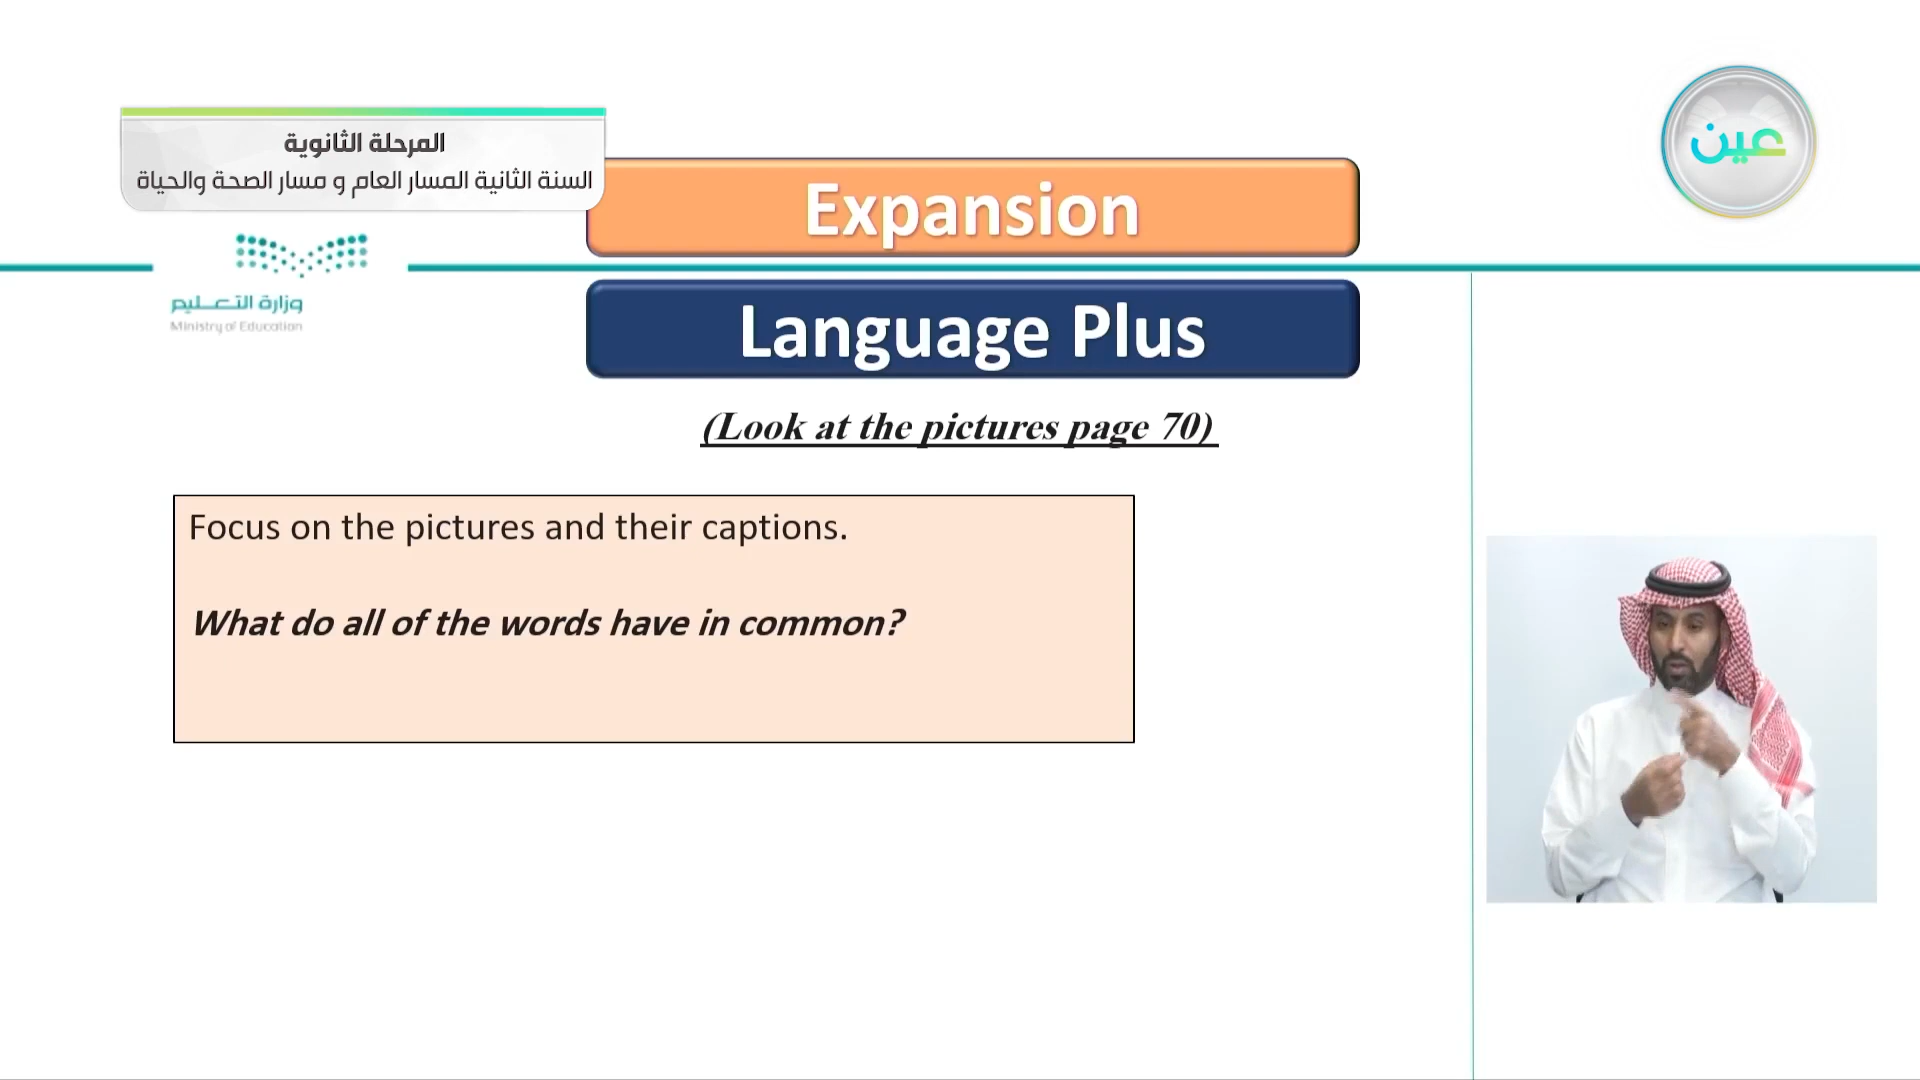 المرحلة الثانوية
السنة الثانية المسار العام و مسار الصحة والحياة
عين
Expansion
وزارة التعليم
Ministry of Education
Language Plus
(Look at the pictures page 70)
Focus on the pictures and their captions.
What do all of the words have in common?